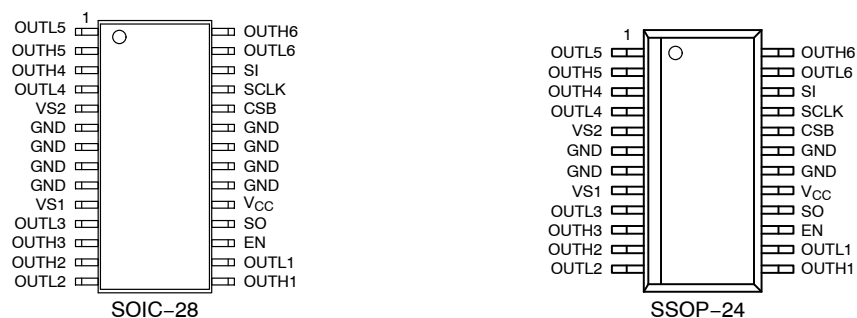 1
OUTL5 OUTH6
OUTH5 OUTL6
OUTH4 SI
OUTL4 SCLK
VS2 CSB
GND GND
GND GND
GND GND
GND GND
VS1 VCC
OUTL3 SO
OUTH3 EN
OUTH2 OUTL1
OUTL2 OUTH1
SOIC−28
1
OUTL5 OUTH6
OUTH5 OUTL6
OUTH4 SI
OUTL4 SCLK
VS2 CSB
GND GND
GND GND
VS1 VCC
OUTL3 SO
OUTH3 EN
OUTH2 OUTL1
OUTL2 OUTH1
SSOP−24